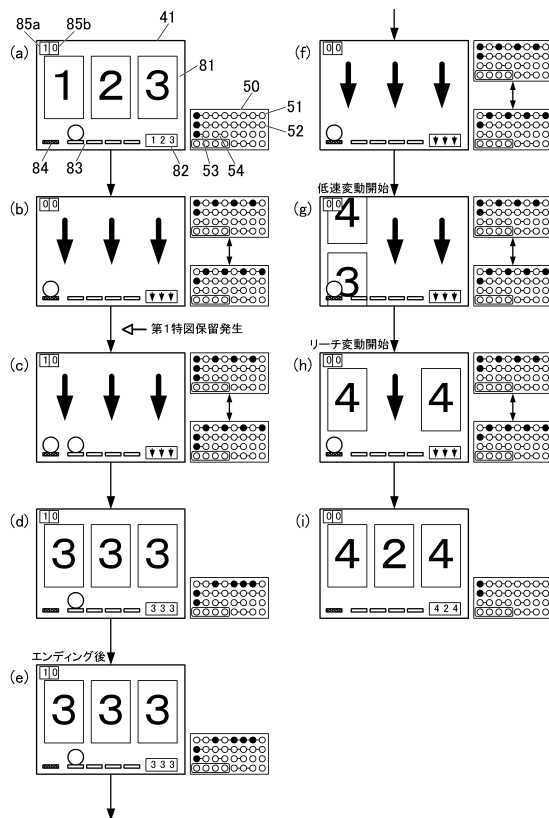 85a 85b 41
(a)
1 0
1 2 3
81
50
51
52
1 2 3
84 83 82 53 54
(b)
0 0
第1特図保留発生
(c)
1 0
(d)
1 0
3 3 3
3 3 3
エンディング後
(e)
1 0
3 3 3
3 3 3
(f)
0 0
低速変動開始
(g)
0 0
4
3
リーチ変動開始
(h)
0 0
4 4
(i)
0 0
4 2 4
4 2 4